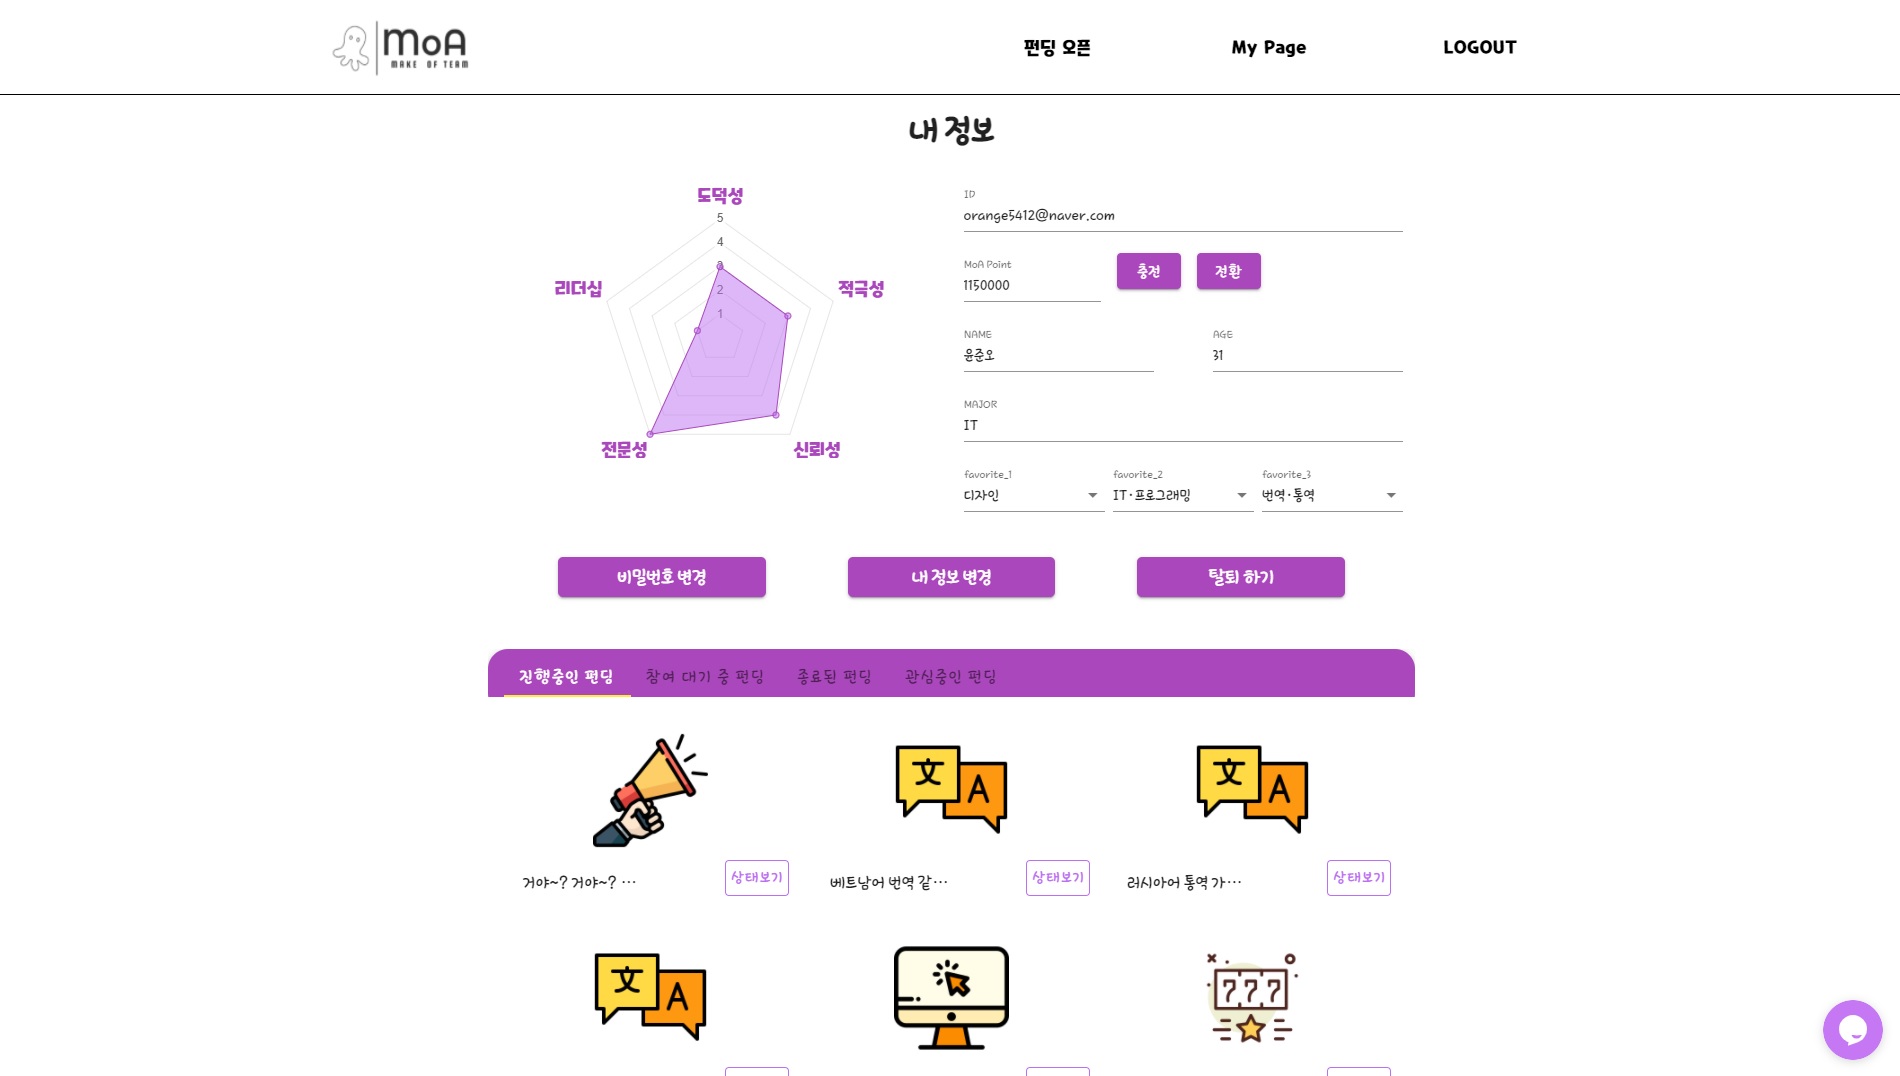 MoA
MAKE OF TEAM
펀딩 오픈
My Page
LOGOUT
내 정보
도덕성
5
4
3
2
1
리더십
적극성
전문성
신뢰성
ID
orange5412@naver.com
MoA Point
1150000
충전
전환
NAME
윤준오
AGE
31
MAJOR
IT
favorite_1
디자인
favorite_2
IT·프로그래밍
favorite_3
번역·통역
비밀번호 변경
내 정보 변경
탈퇴 하기
진행중인 펀딩
참여 대기 중 펀딩
종료된 펀딩
관심중인 펀딩
文
A
文
A
거야~? 거야~? ...
상태보기
베트남어 번역 같...
상태보기
러시아어 통역 가...
상태보기
文
A
777